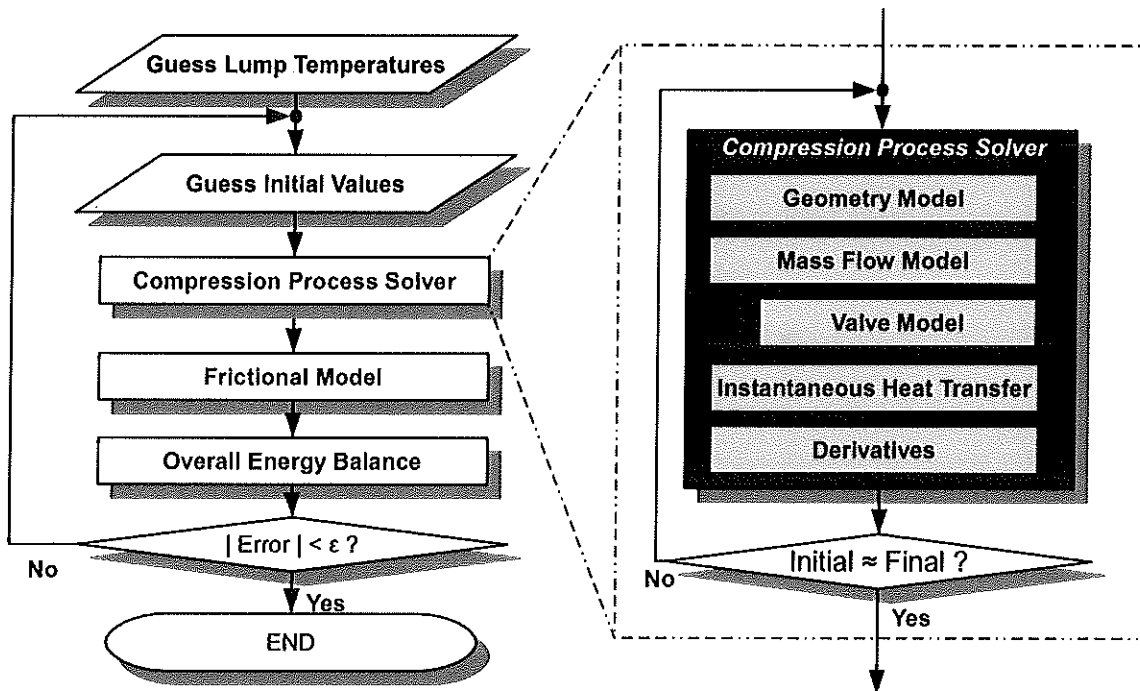 Guess Lump Temperatures
Guess Initial Values
Compression Process Solver
Frictional Model
Overall Energy Balance
| Error | < ε ?
No
Yes
END
Compression Process Solver
Geometry Model
Mass Flow Model
Valve Model
Instantaneous Heat Transfer
Derivatives
Initial ≈ Final ?
No
Yes